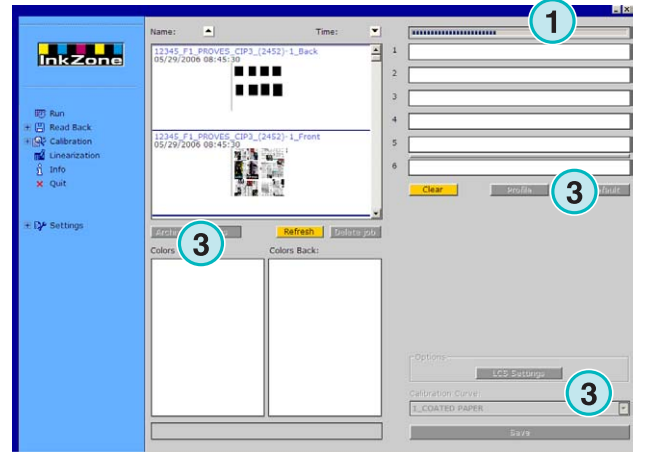 InkZone
Run
Read Back
Calibration
Linearization
Info
Quit
Settings
Name:
Time:
12345_F1_PROVES_CIP3_(2452)-1_Back
05/29/2006 08:45:30
12345_F1_PROVES_CIP3_(2452)-1_Front
05/29/2006 08:45:30
Refresh
Delete job
3
Colors
Colors Back:
1
1
2
3
4
5
6
Clear
Profile
3
Options
LCS Settings
Calibration Curve:
3
1_COATED PAPER
Save